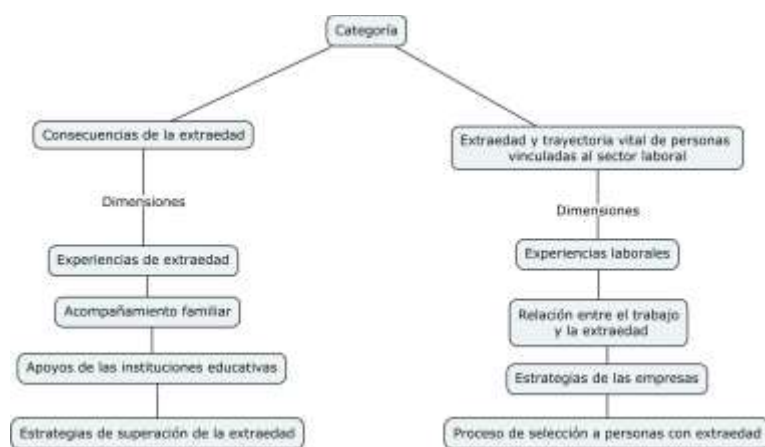 Categoría
Consecuencias de la extraedad
Dimensiones
Experiencias de extraedad
Acompañamiento familiar
Apoyos de las instituciones educativas
Estrategias de superación de la extraedad
Extraedad y trayectoria vital de personas
vinculadas al sector laboral
Dimensiones
Experiencias laborales
Relación entre el trabajo
y la extraedad
Estrategias de las empresas
Proceso de selección a personas con extraedad